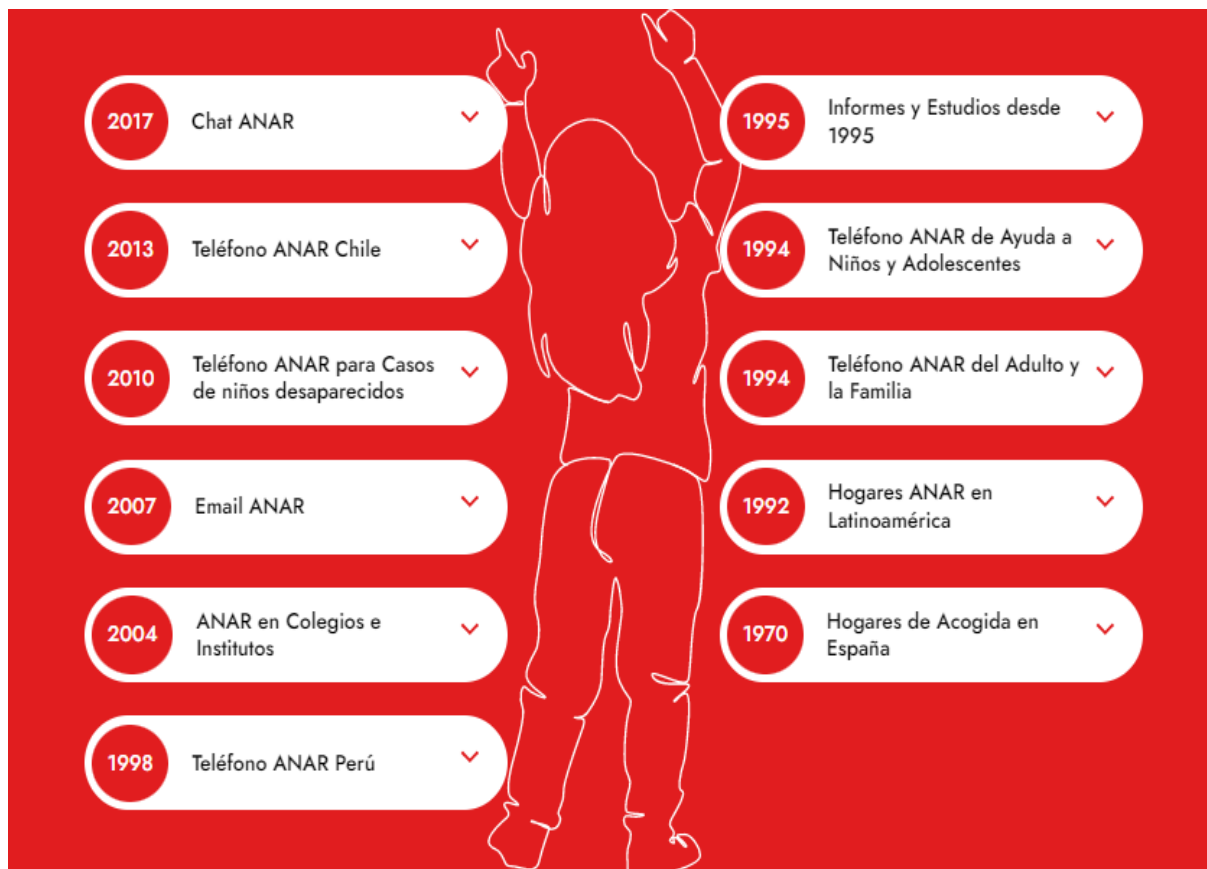 2017
Chat ANAR
2013
Teléfono ANAR Chile
2010
Teléfono ANAR para Casos
de niños desaparecidos
2007
Email ANAR
2004
ANAR en Colegios e
Institutos
1998
Teléfono ANAR Perú
1995
Informes y Estudios desde
1995
1994
Teléfono ANAR de Ayuda a
Niños y Adolescentes
1994
Teléfono ANAR del Adulto y
la Familia
1992
Hogares ANAR en
Latinoamérica
1970
Hogares de Acogida en
España